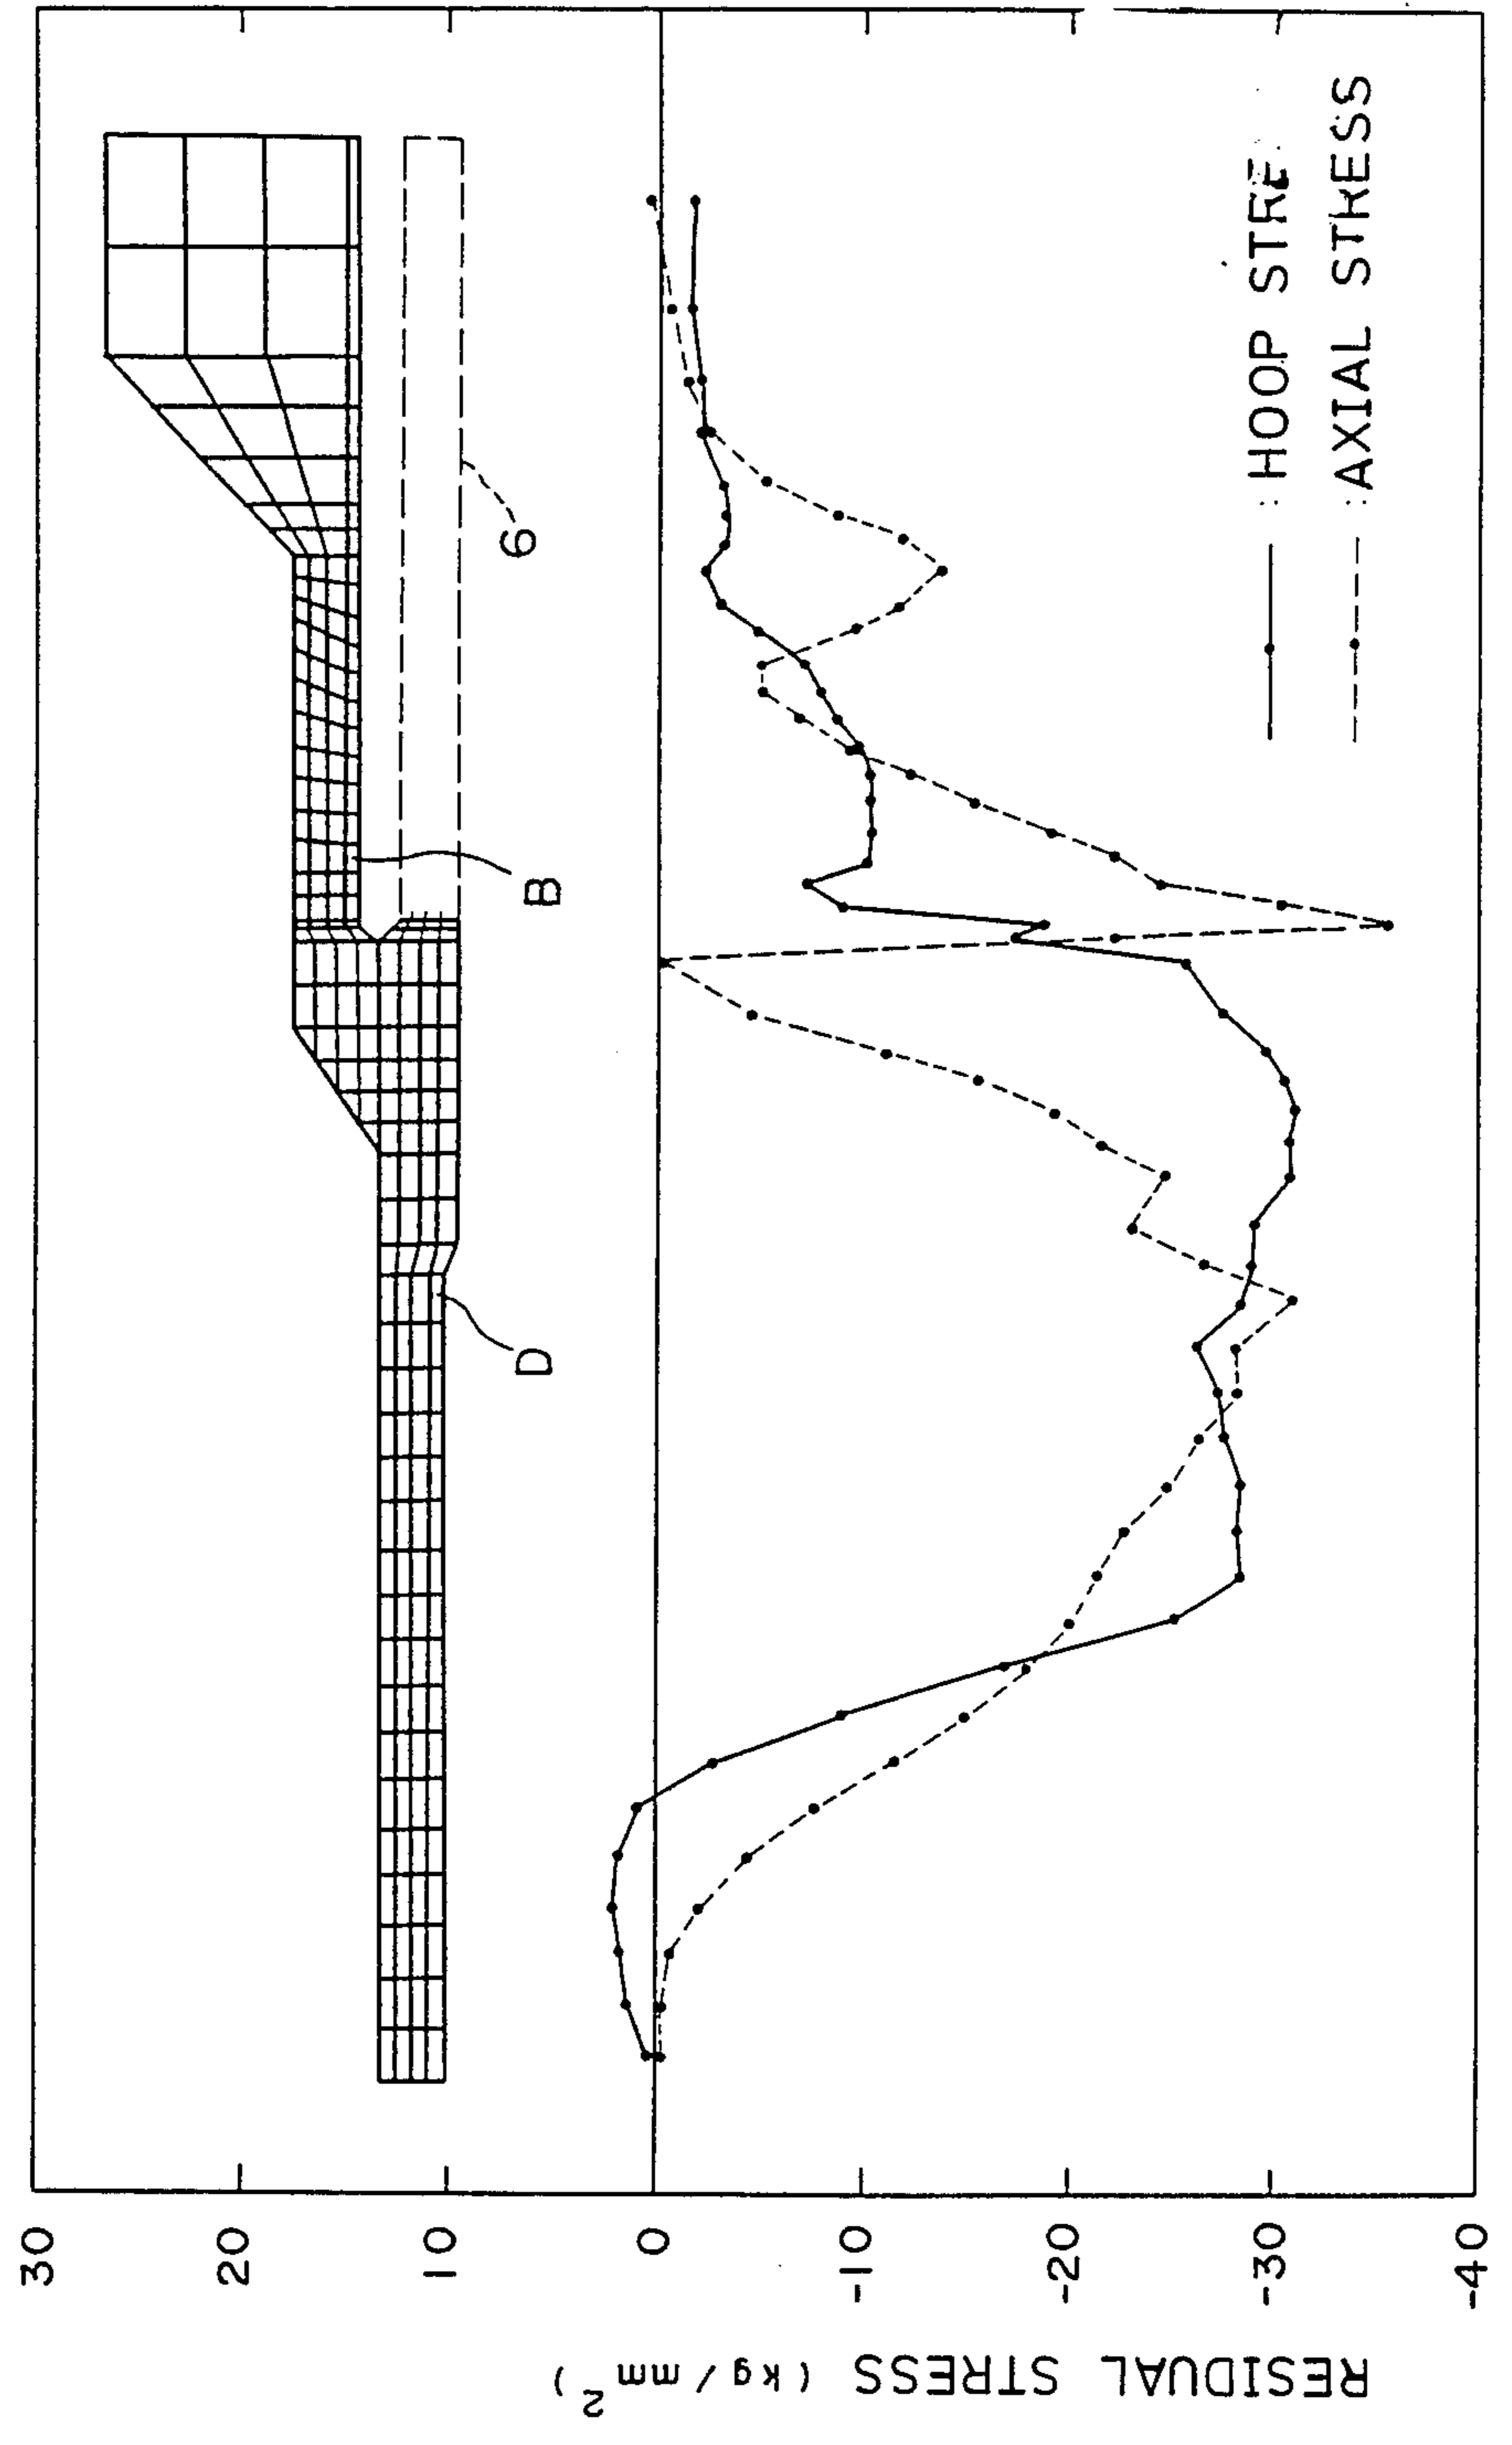 30
20
10
0
-10
-20
-30
-40
RESIDUAL STRESS (kg/mm²)
D
B
6
: HOOP STRE
: AXIAL STRESS